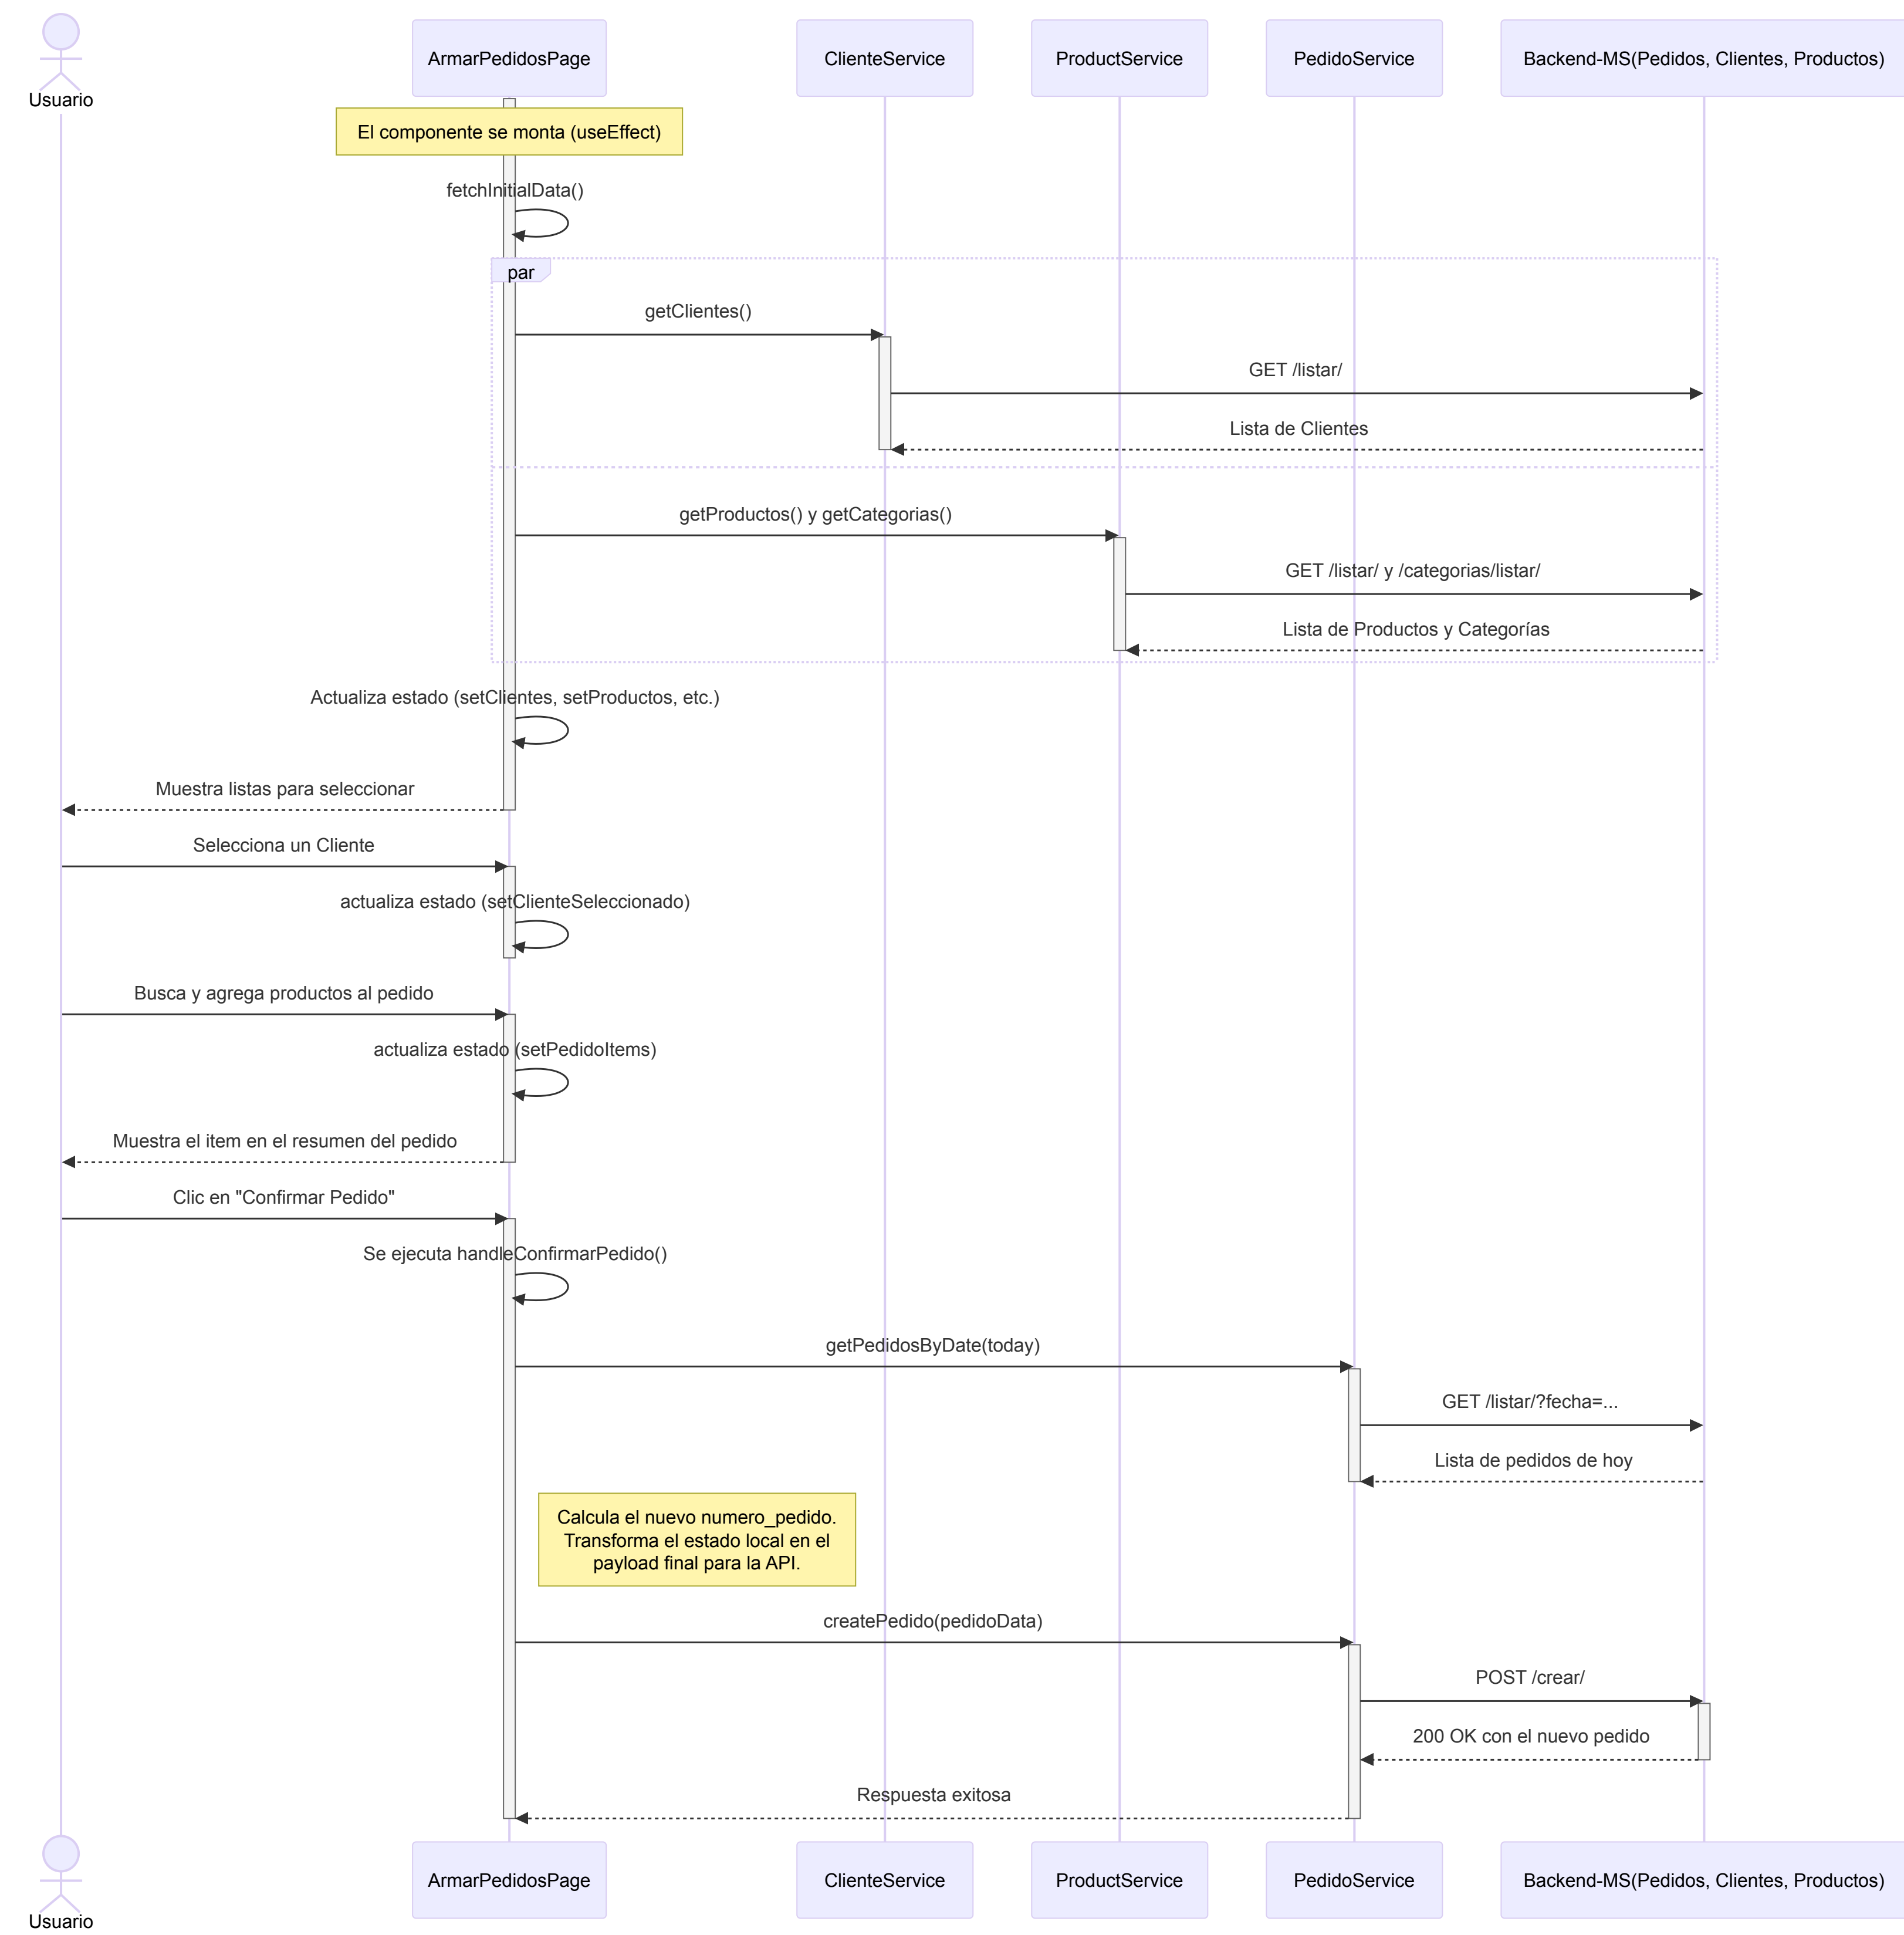 Usuario
ArmarPedidosPage
ClienteService
ProductService
PedidoService
Backend-MS(Pedidos, Clientes, Productos)
El componente se monta (useEffect)
fetchInitialData()
par
getClientes()
GET /listar/
Lista de Clientes
getProductos() y getCategorias()
GET /listar/ y /categorias/listar/
Lista de Productos y Categorías
Actualiza estado (setClientes, setProductos, etc.)
Muestra listas para seleccionar
Selecciona un Cliente
actualiza estado (setClienteSeleccionado)
Busca y agrega productos al pedido
actualiza estado (setPedidoItems)
Muestra el item en el resumen del pedido
Clic en "Confirmar Pedido"
Se ejecuta handleConfirmarPedido()
getPedidosByDate(today)
GET /listar/?fecha=...
Lista de pedidos de hoy
Calcula el nuevo numero_pedido.
Transforma el estado local en el
payload final para la API.
createPedido(pedidoData)
POST /crear/
200 OK con el nuevo pedido
Respuesta exitosa
Usuario
ArmarPedidosPage
ClienteService
ProductService
PedidoService
Backend-MS(Pedidos, Clientes, Productos)